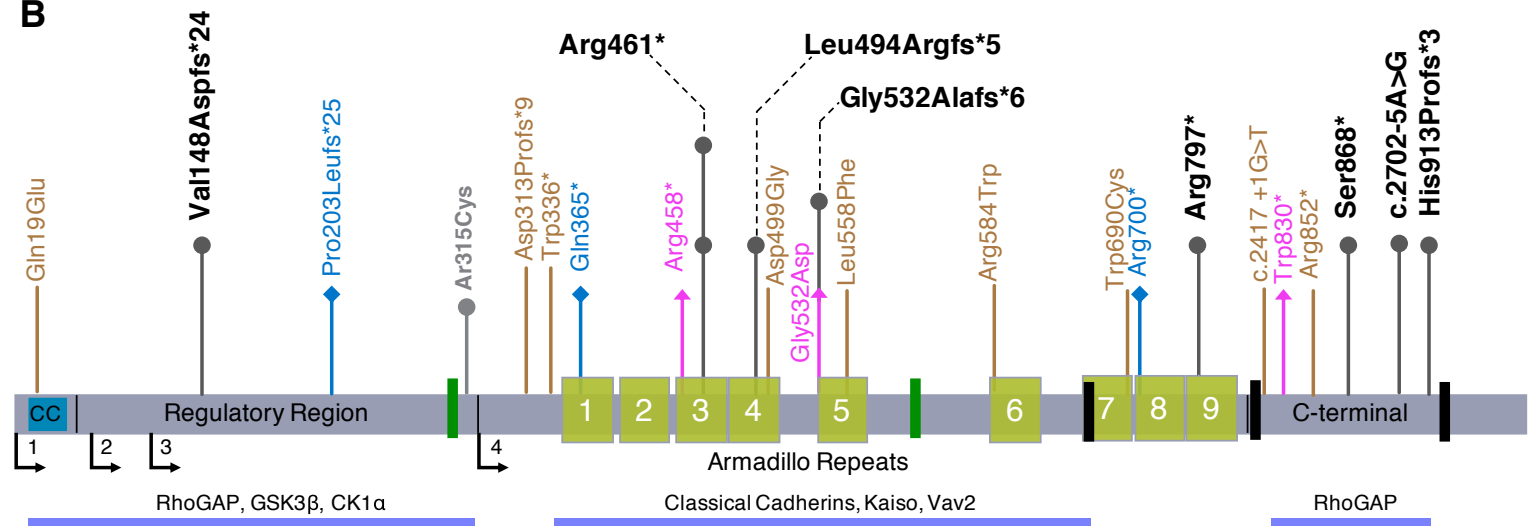 B
Gln19Glu
Val148Aspfs*24
Pro203Leufs*25
Ar315Cys
Asp313Profs*9
Trp336*
Gln365*
Arg458*
Arg461*
Leu494Argfs*5
Asp499Gly
Gly532Asp
Gly532Alafs*6
Leu558Phe
Arg584Trp
Trp690Cys
Arg700*
Arg797*
c.2417 +1G>T
Trp830*
Arg852*
Ser868*
c.2702-5A>G
His913Profs*3
CC
Regulatory Region
1
2
3
4
5
6
7
8
9
C-terminal
1
2
3
4
Armadillo Repeats
RhoGAP, GSK3β, CK1α
Classical Cadherins, Kaiso, Vav2
RhoGAP